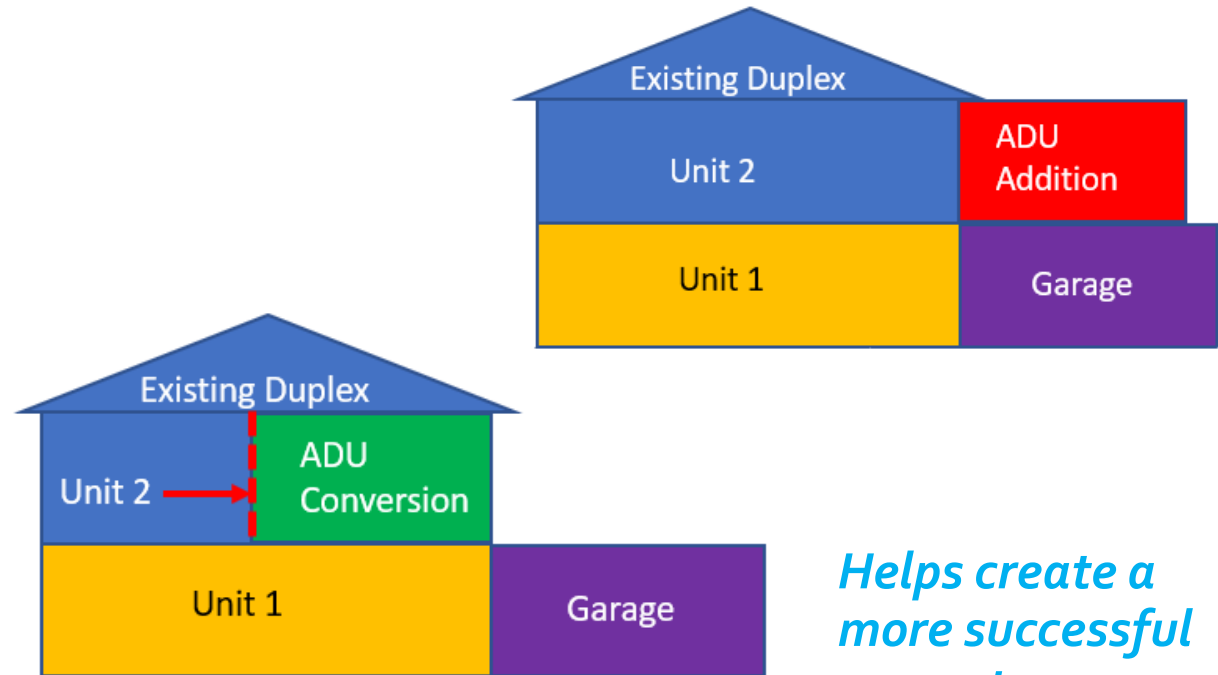 Existing Duplex
Unit 2
ADU
Addition
Unit 1
Garage
Existing Duplex
Unit 2
ADU
Conversion
Unit 1
Garage
Helps create a
more successful